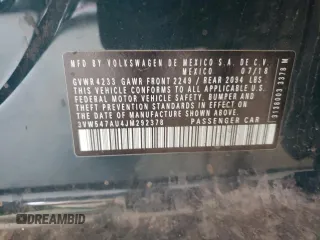 MFD. BY VOLKSWAGEN DE MEXICO S.A. DE C.V.
MEXICO 07/18
GVWR 4233 GAWR FRONT 2249 / REAR 2094 LBS
THIS VEHICLE CONFORMS TO ALL APPLICABLE U.S.
FEDERAL MOTOR VEHICLE SAFETY, BUMPER, AND
THEFT PREVENTION STANDARDS IN EFFECT ON THE
DATE OF MANUFACTURE SHOWN ABOVE
3VW547AU4JM292378 PASSENGER CAR
DREAMBID